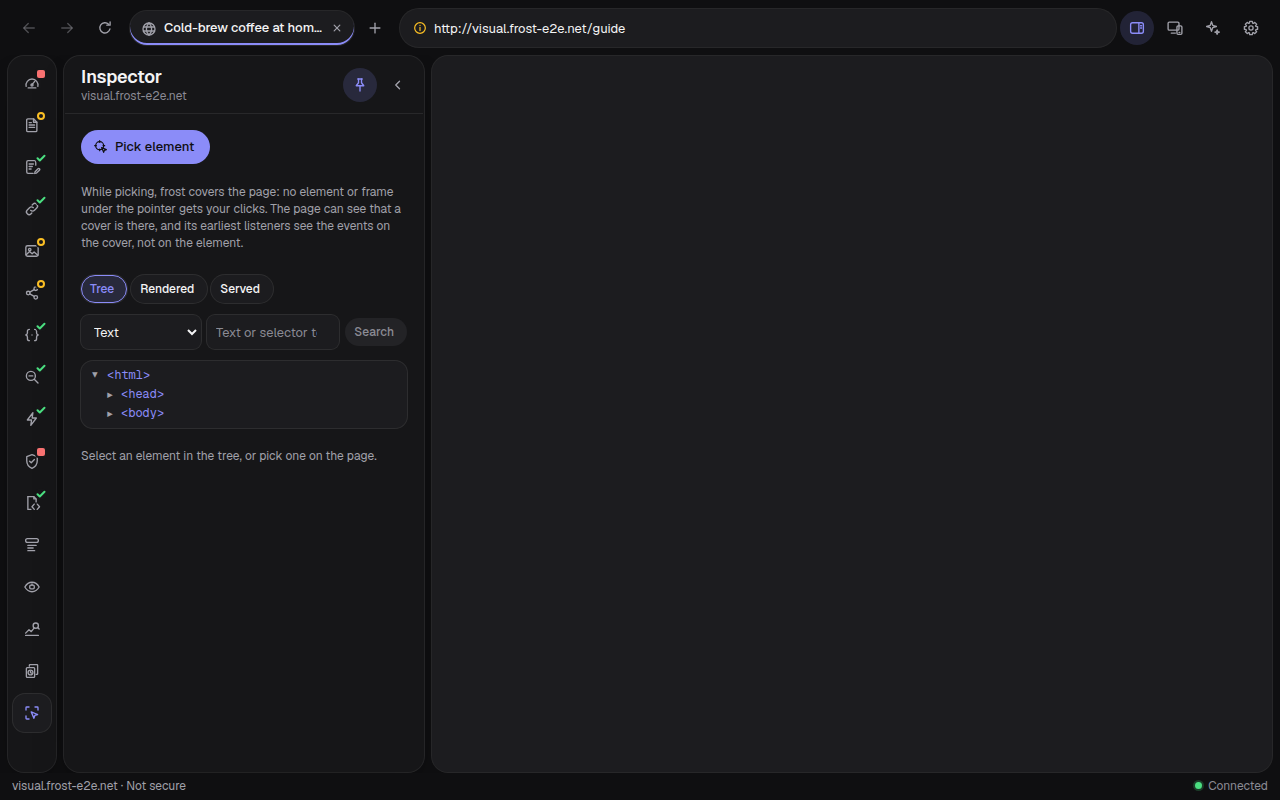 Cold-brew coffee at hom...
http://visual.frost-e2e.net/guide
Inspector
visual.frost-e2e.net
Pick element
While picking, frost covers the page: no element or frame
under the pointer gets your clicks. The page can see that a
cover is there, and its earliest listeners see the events on
the cover, not on the element.
Tree Rendered Served
Text Text or selector t Search
<html>
<head>
<body>
Select an element in the tree, or pick one on the page.
visual.frost-e2e.net · Not secure
Connected